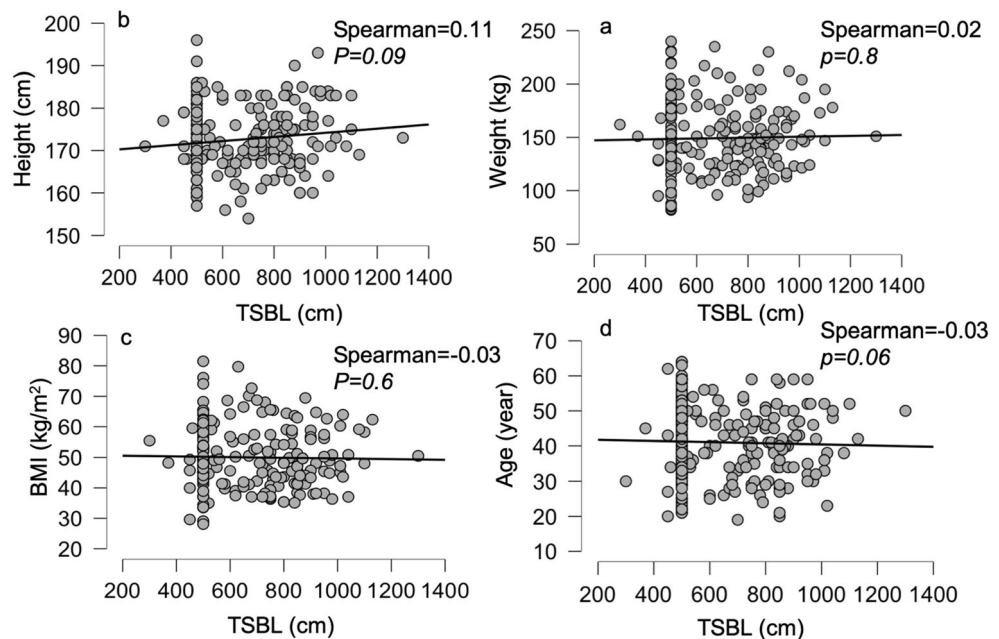 b
Spearman=0.11
P=0.09
Height (cm)
200
190
180
170
160
150
200 400 600 800 1000 1200 1400
TSBL (cm)
a
Spearman=0.02
p=0.8
Weight (kg)
250
200
150
100
50
200 400 600 800 1000 1200 1400
TSBL (cm)
c
Spearman=-0.03
P=0.6
BMI (kg/m²)
90
80
70
60
50
40
30
20
200 400 600 800 1000 1200 1400
TSBL (cm)
d
Spearman=-0.03
p=0.06
Age (year)
70
60
50
40
30
20
10
200 400 600 800 1000 1200 1400
TSBL (cm)